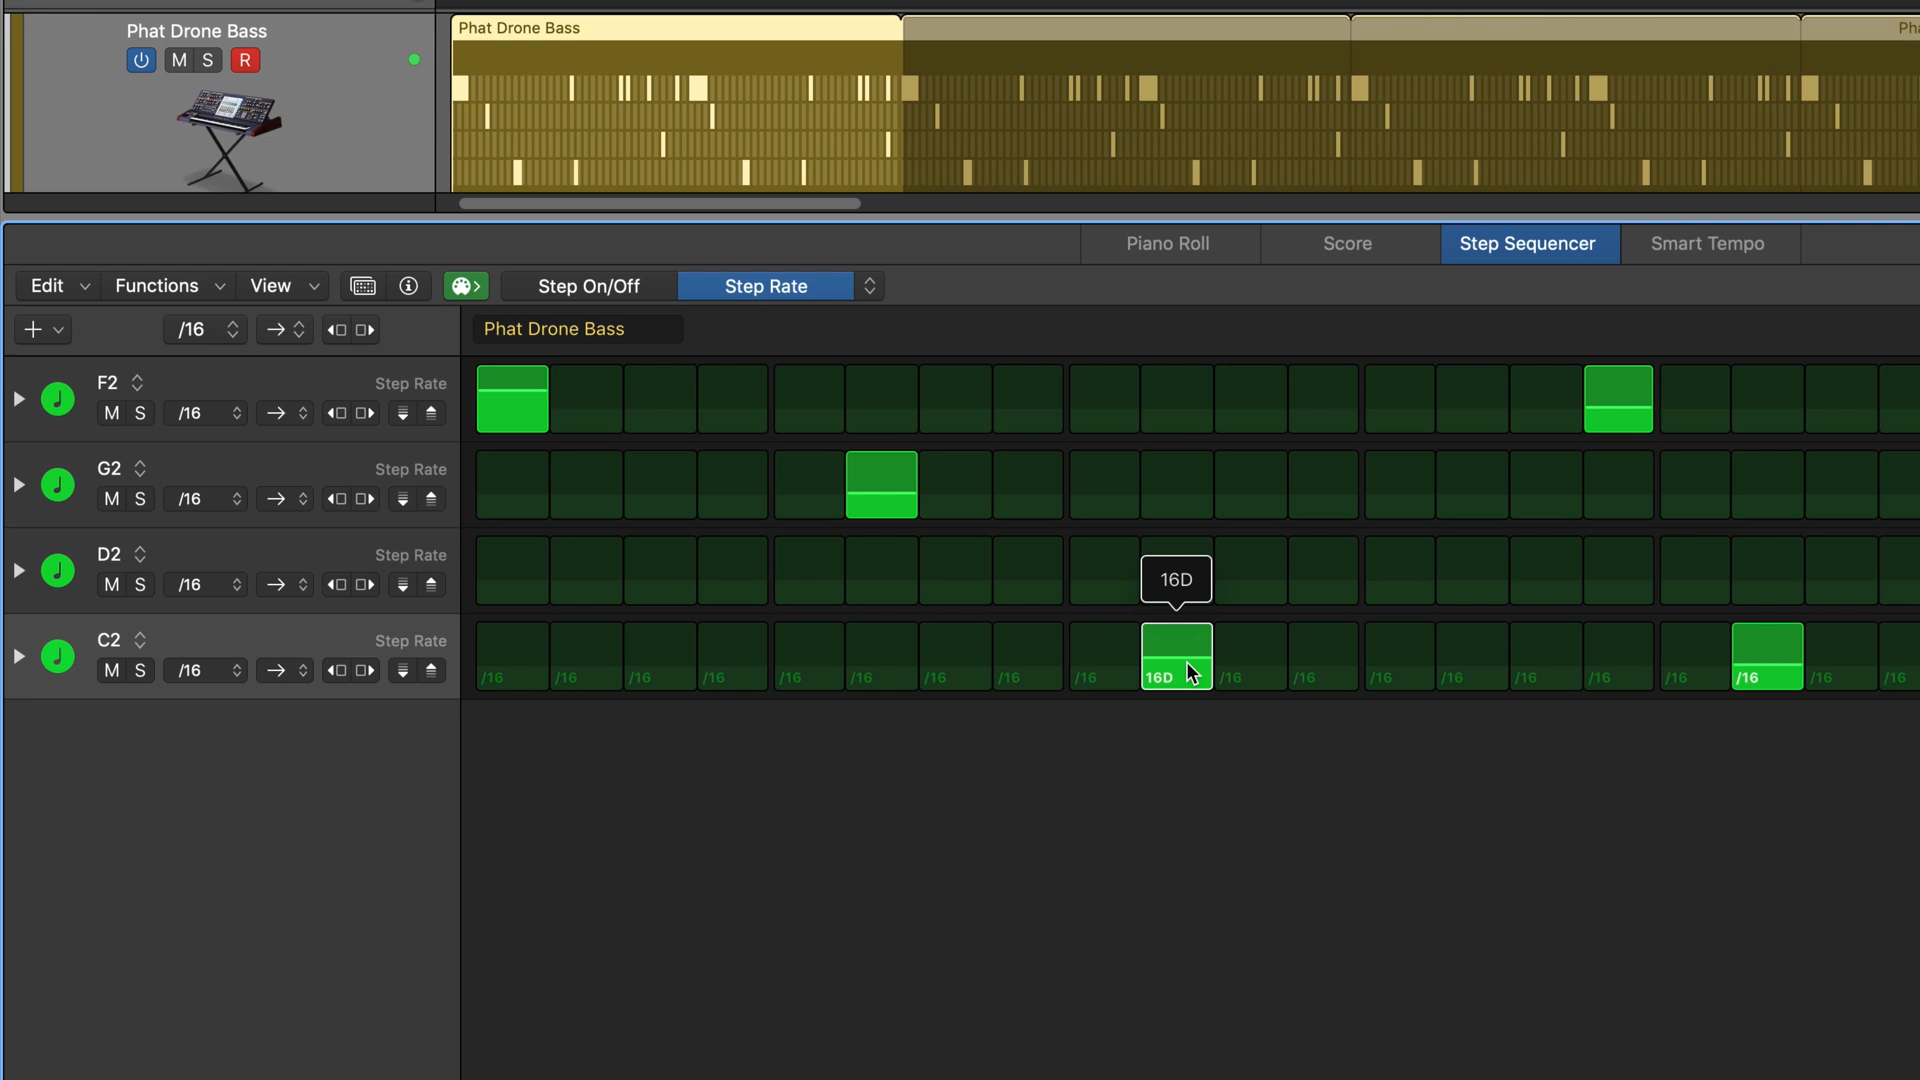 Phat Drone Bass
M S R
Phat Drone Bass
Pha
Piano Roll Score Step Sequencer Smart Tempo
Edit Functions View Step On/Off Step Rate
/16
Phat Drone Bass
F2 Step Rate
M S /16
G2 Step Rate
M S /16
D2 Step Rate
M S /16
16D
C2 Step Rate
M S /16
/16 /16 /16 /16 /16 /16 /16 /16 /16 16D /16 /16 /16 /16 /16 /16 /16 /16 /16 /16